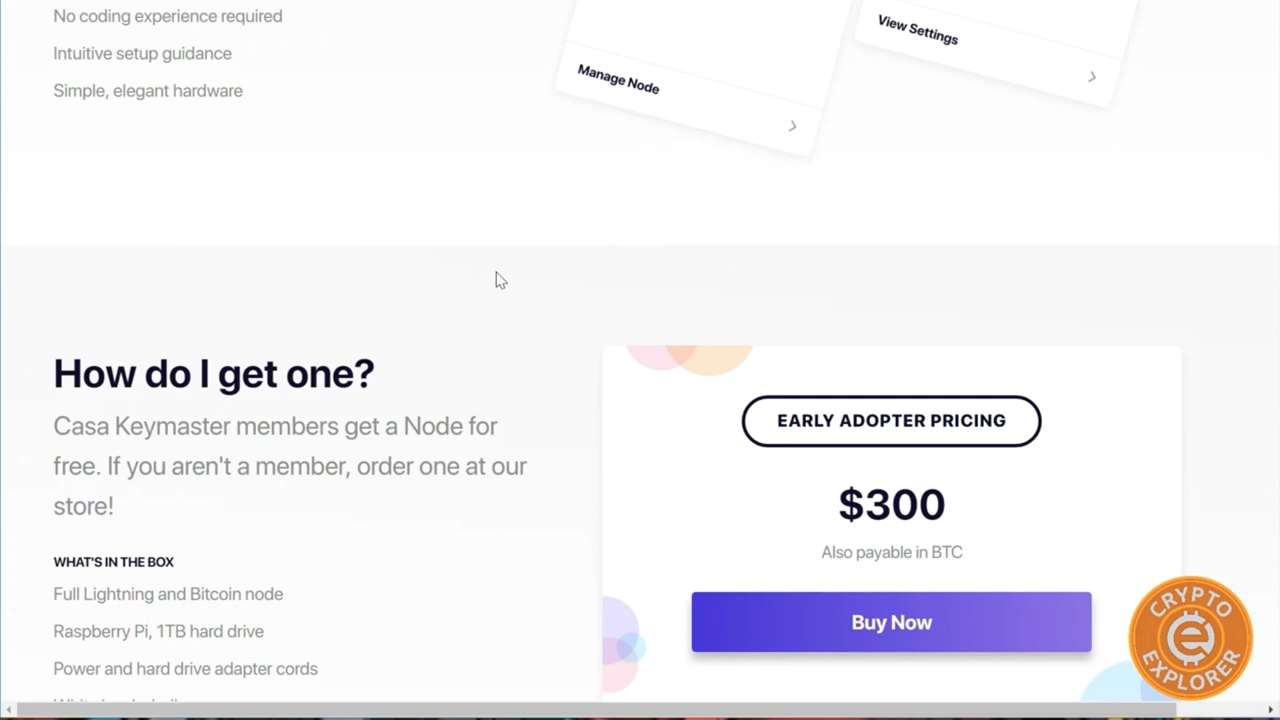 No coding experience required
Intuitive setup guidance
Simple, elegant hardware
Manage Node
View Settings
How do I get one?
Casa Keymaster members get a Node for
free. If you aren't a member, order one at our
store!
WHAT'S IN THE BOX
Full Lightning and Bitcoin node
Raspberry Pi, 1TB hard drive
Power and hard drive adapter cords
EARLY ADOPTER PRICING
$300
Also payable in BTC
Buy Now
CRYPTO
EXPLORER